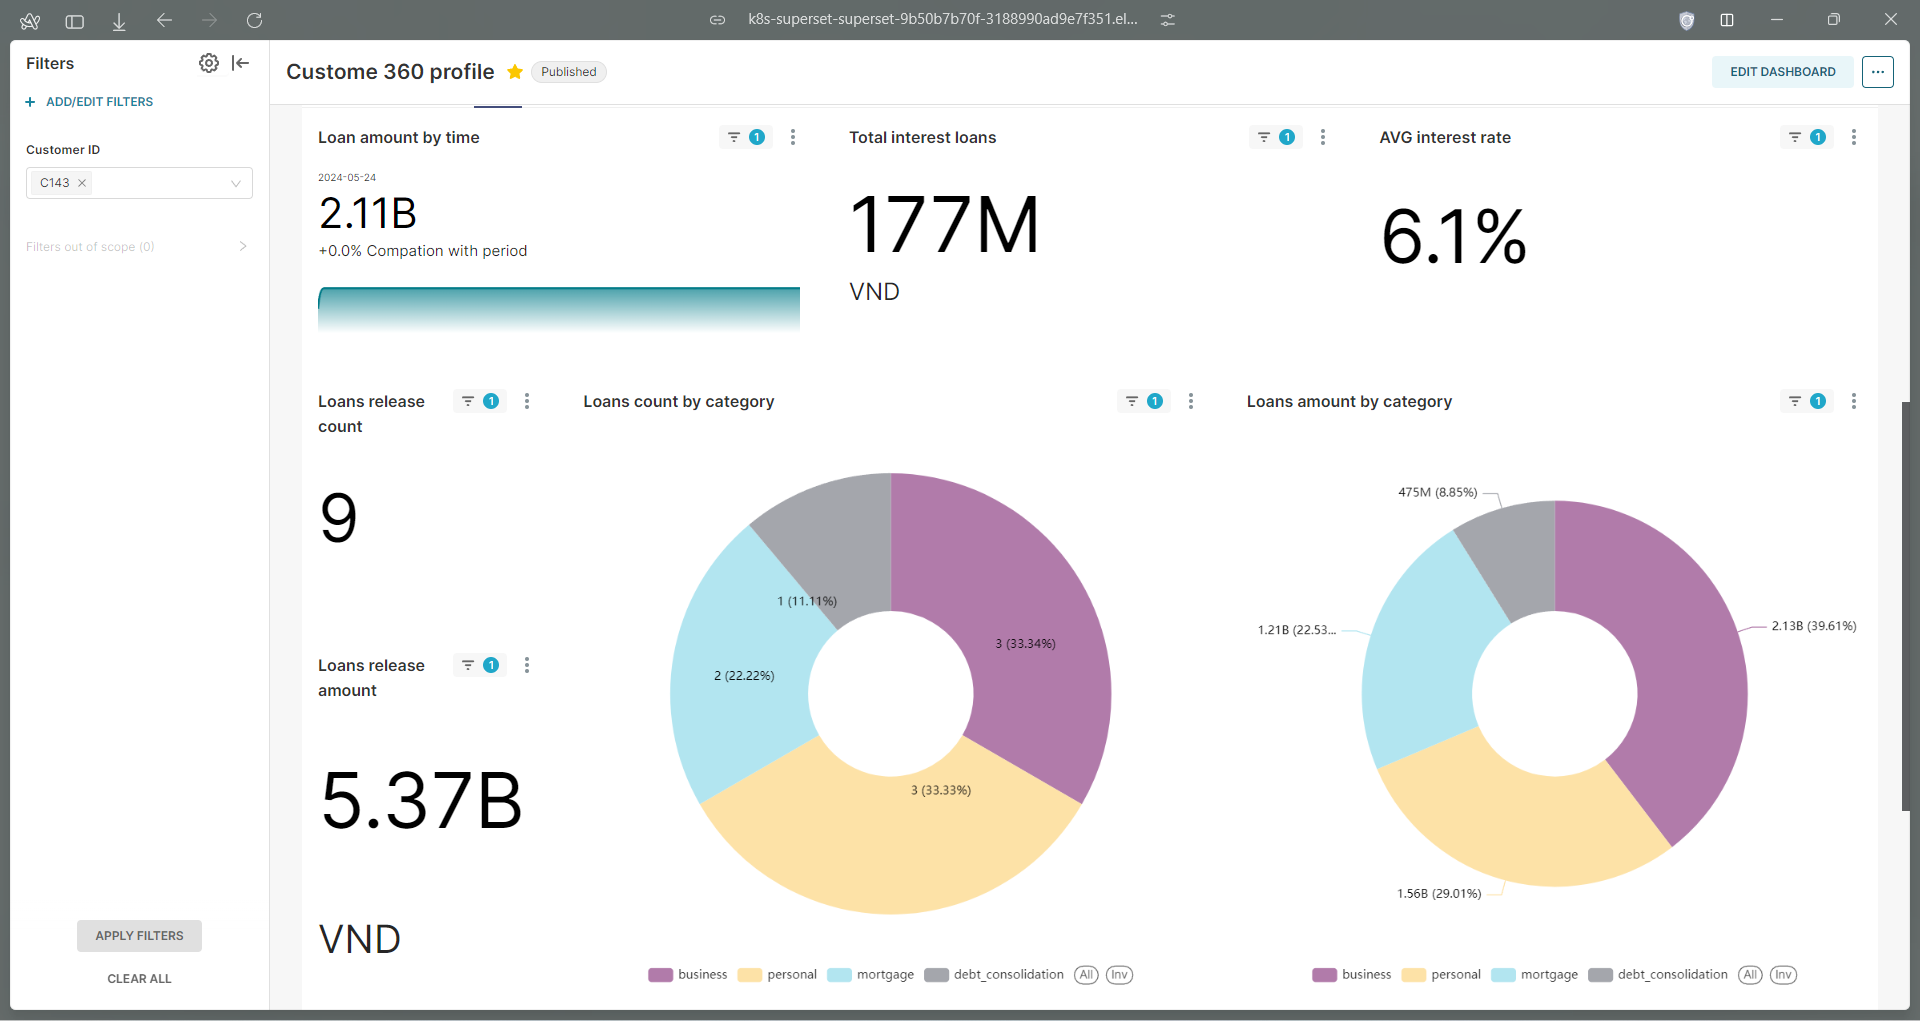 k8s-superset-superset-9b50b7b70f-3188990ad9e7f351.el...
Filters
ADD/EDIT FILTERS
Customer ID
C143
Filters out of scope (0)
APPLY FILTERS
CLEAR ALL
Custome 360 profile
Published
EDIT DASHBOARD
Loan amount by time
1
2024-05-24
2.11B
+0.0% Compation with period
Total interest loans
1
177M
VND
AVG interest rate
1
6.1%
Loans release
count
1
9
Loans release
amount
1
5.37B
VND
Loans count by category
1
1 (11.11%)
3 (33.34%)
2 (22.22%)
3 (33.33%)
business
personal
mortgage
debt_consolidation
All
Inv
Loans amount by category
1
475M (8.85%)
2.13B (39.61%)
1.21B (22.53...
1.56B (29.01%)
business
personal
mortgage
debt_consolidation
All
Inv